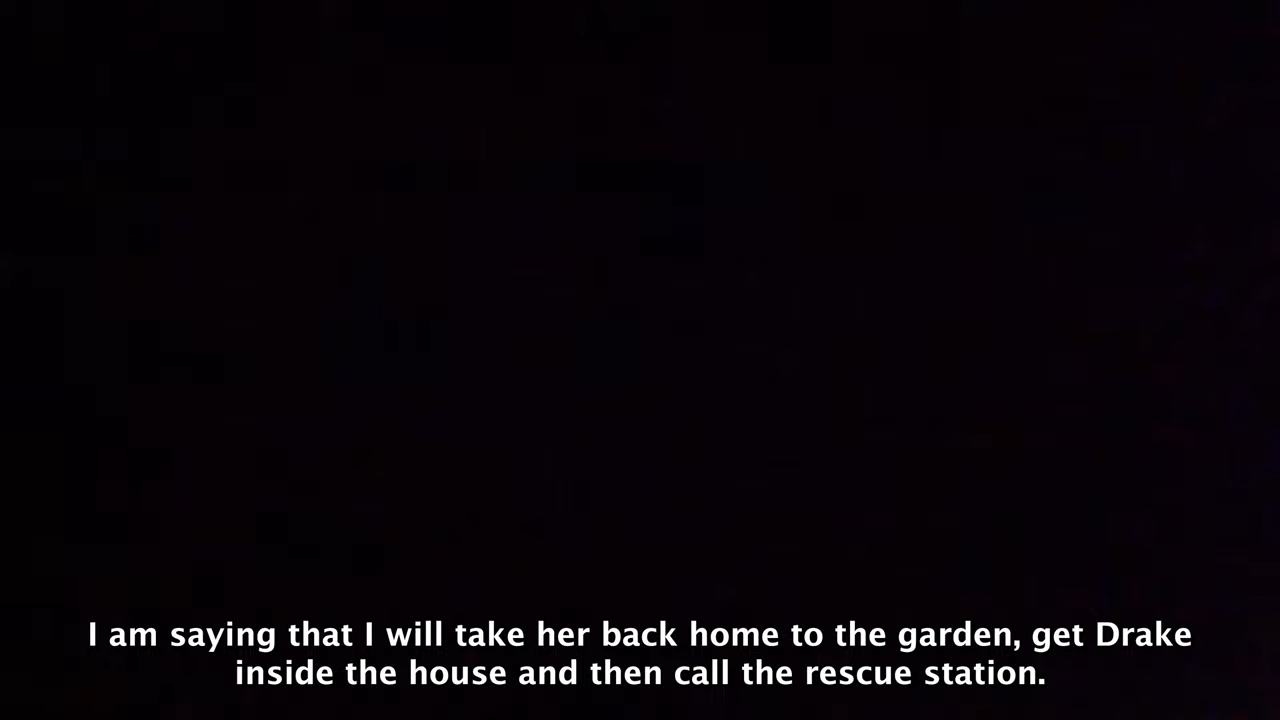 I am saying that I will take her back home to the garden, get Drake
inside the house and then call the rescue station.